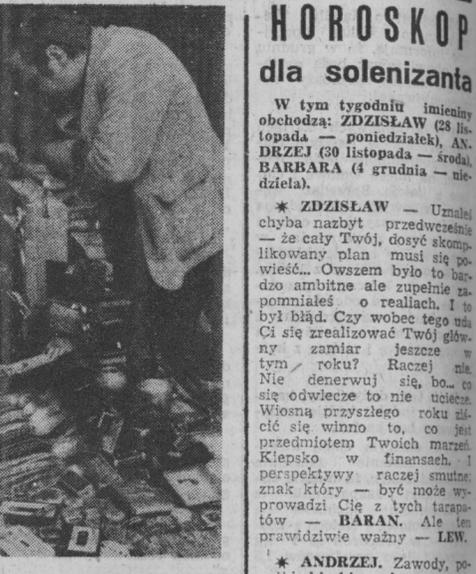 HOROSKOP
dla solenizanta
W tym tygodniu imieniny
obchodzą: ZDZISŁAW (28 lis-
topada — poniedziałek), AN-
DRZEJ (30 listopada — środa),
BARBARA (4 grudnia — nie-
dziela).
✶ ZDZISŁAW — Uznałeś
chyba nazbyt przedwcześnie
— że cały Twój, dosyć skomp
likowany plan musi się po-
wieść... Owszem było to bar-
dzo ambitne ale zupełnie za-
pomniałeś o realiach. I to
był błąd. Czy wobec tego uda
Ci się zrealizować Twój głów-
ny zamiar jeszcze w
tym roku? Raczej nie.
Nie denerwuj się, bo... co
się odwlecze to nie uciecze.
Wiosną przyszłego roku ziś-
cić się winno to, co jest
przedmiotem Twoich marzeń.
Kiepsko w finansach. I
perspektywy raczej smutne;
znak który — być może wy-
prowadzi Cię z tych tarapa-
tów — BARAN. Ale ten
prawidziwie ważny — LEW.
✶ ANDRZEJ. Zawody, po-